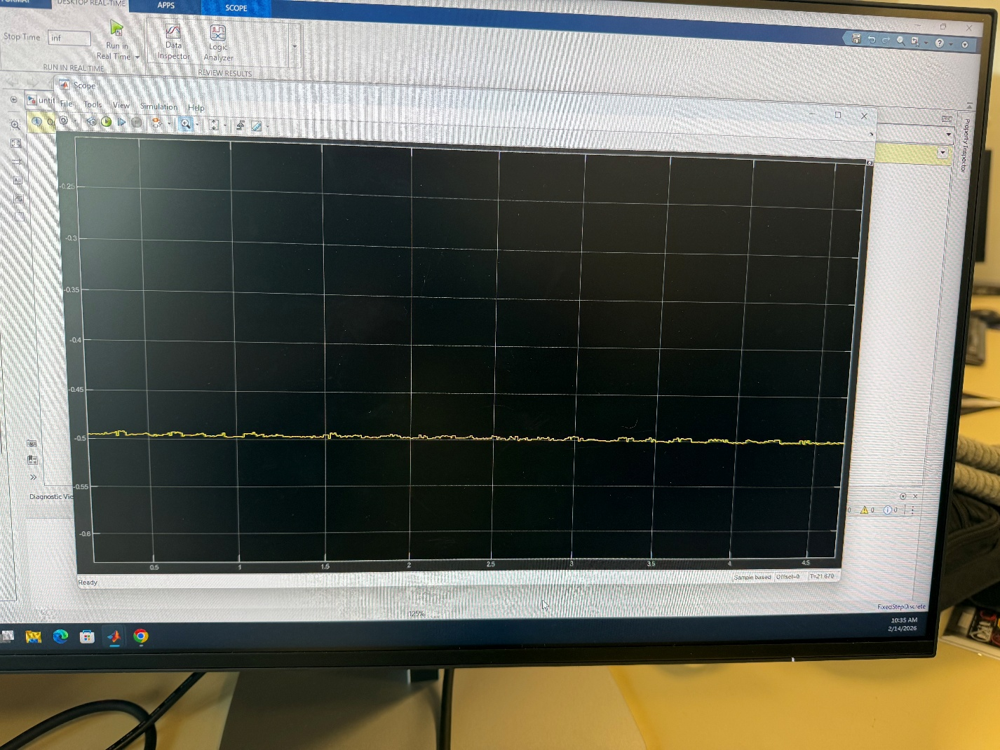 DESKTOP REAL-TIME
APPS
SCOPE
Stop Time
inf
Run in
Real Time
Data
Inspector
Logic
Analyzer
RUN IN REAL TIME
REVIEW RESULTS
Scope
untit
File Tools View Simulation Help
Property Inspector
-0.25
-0.3
-0.35
-0.4
-0.45
-0.5
-0.55
-0.6
0.5 1 1.5 2 2.5 3 3.5 4 4.5
Diagnostic Vie
0 0 0
Ready
Sample based Offset=0 T=21.670
125%
FixedStepDiscrete
10:35 AM
2/14/2026